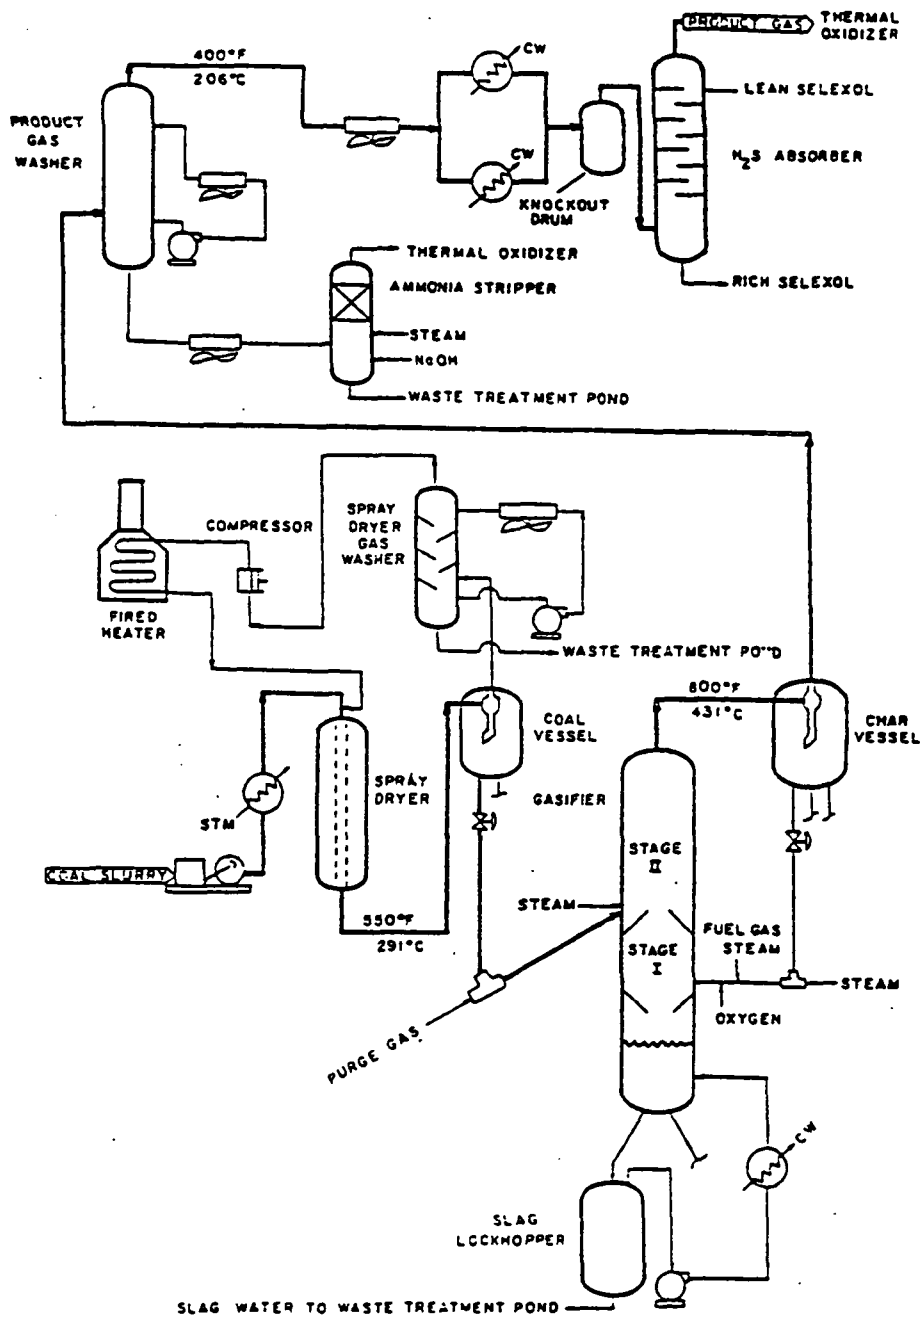 PRODUCT GAS
THERMAL
OXIDIZER
400°F
206°C
CW
LEAN SELEXOL
PRODUCT
GAS
WASHER
H2S ABSORBER
CW
KNOCKOUT
DRUM
THERMAL OXIDIZER
RICH SELEXOL
AMMONIA STRIPPER
STEAM
NaOH
WASTE TREATMENT POND
COMPRESSOR
SPRAY
DRYER
GAS
WASHER
FIRED
HEATER
WASTE TREATMENT POND
800°F
431°C
COAL
VESSEL
CHAR
VESSEL
SPRAY
DRYER
GASIFIER
STM
STAGE
II
COAL SLURRY
STEAM
550°F
291°C
FUEL GAS
STEAM
STAGE
I
STEAM
OXYGEN
PURGE GAS
CW
SLAG
LOCKHOPPER
SLAG WATER TO WASTE TREATMENT POND